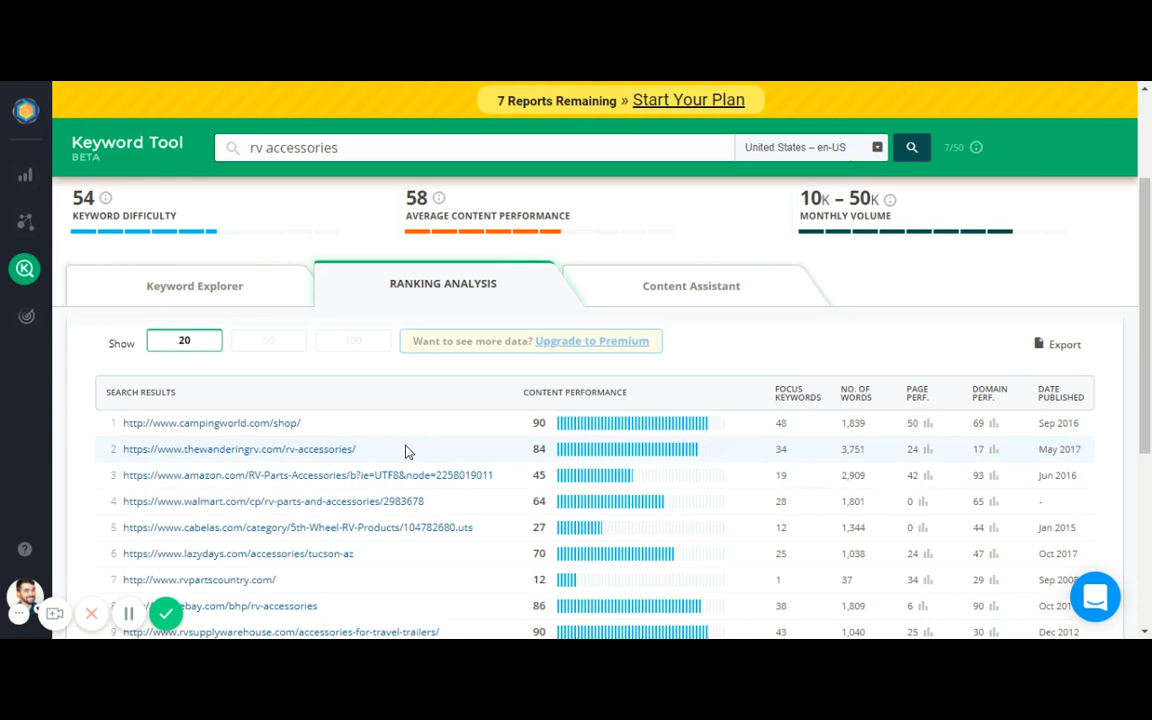 7 Reports Remaining » Start Your Plan
Keyword Tool
BETA
rv accessories
United States – en-US
7/50
54
KEYWORD DIFFICULTY
58
AVERAGE CONTENT PERFORMANCE
10K – 50K
MONTHLY VOLUME
Keyword Explorer
RANKING ANALYSIS
Content Assistant
Show 20 50 100
Want to see more data? Upgrade to Premium
Export
SEARCH RESULTS CONTENT PERFORMANCE FOCUS KEYWORDS NO. OF WORDS PAGE PERF. DOMAIN PERF. DATE PUBLISHED
1 http://www.campingworld.com/shop/ 90 48 1,839 50 69 Sep 2016
2 https://www.thewanderingrv.com/rv-accessories/ 84 34 3,751 24 17 May 2017
3 https://www.amazon.com/RV-Parts-Accessories/b?ie=UTF8&node=2258019011 45 19 2,909 42 93 Jun 2016
4 https://www.walmart.com/cp/rv-parts-and-accessories/2983678 64 28 1,801 0 65 -
5 https://www.cabelas.com/category/5th-Wheel-RV-Products/104782680.uts 27 12 1,344 0 44 Jan 2015
6 https://www.lazydays.com/accessories/tucson-az 70 25 1,038 24 47 Oct 2017
7 http://www.rvpartscountry.com/ 12 1 37 34 29 Sep
ebay.com/bhp/rv-accessories 86 38 1,809 6 90 Oct
9 http://www.rvsupplywarehouse.com/accessories-for-travel-trailers/ 90 43 1,040 25 30 Dec 2012